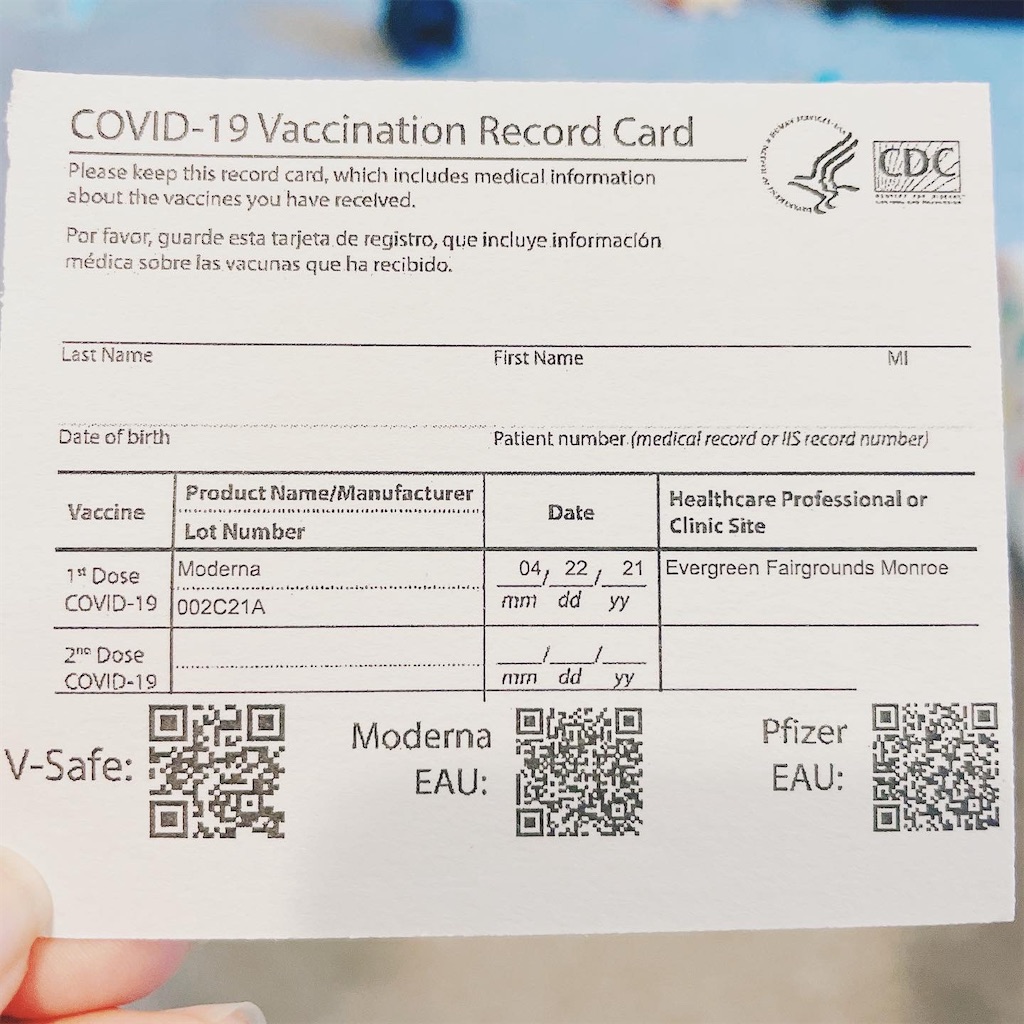 COVID-19 Vaccination Record Card
Please keep this record card, which includes medical information
about the vaccines you have received.
Por favor, guarde esta tarjeta de registro, que incluye información
médica sobre las vacunas que ha recibido.
CDC
Last Name First Name MI
Date of birth Patient number (medical record or IIS record number)
Vaccine Product Name/Manufacturer Date Healthcare Professional or
Lot Number Clinic Site
1st Dose Moderna 04/ 22 / 21 Evergreen Fairgrounds Monroe
COVID-19 002C21A mm dd yy
2nd Dose ___/___/___
COVID-19 mm dd yy
V-Safe: Moderna Pfizer
EAU: EAU: